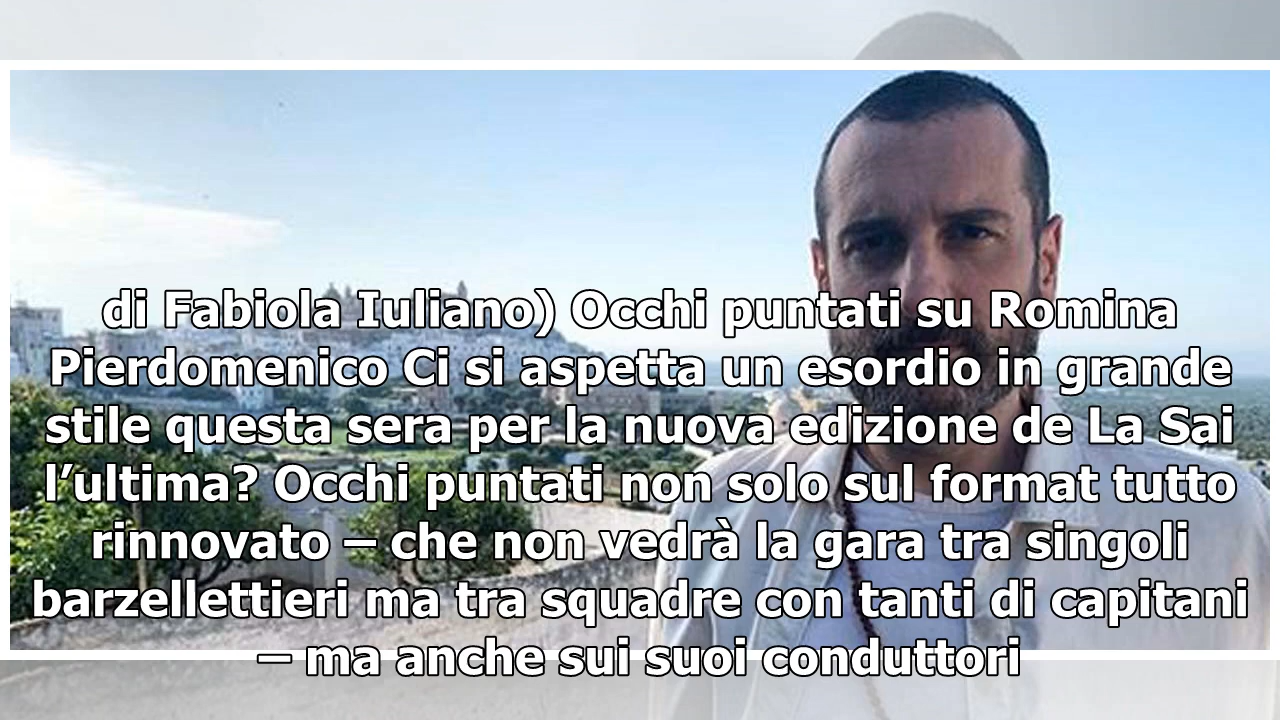 di Fabiola Iuliano) Occhi puntati su Romina
Pierdomenico Ci si aspetta un esordio in grande
stile questa sera per la nuova edizione de La Sai
l’ultima? Occhi puntati non solo sul format tutto
rinnovato – che non vedrà la gara tra singoli
barzellettieri ma tra squadre con tanti di capitani
– ma anche sui suoi conduttori